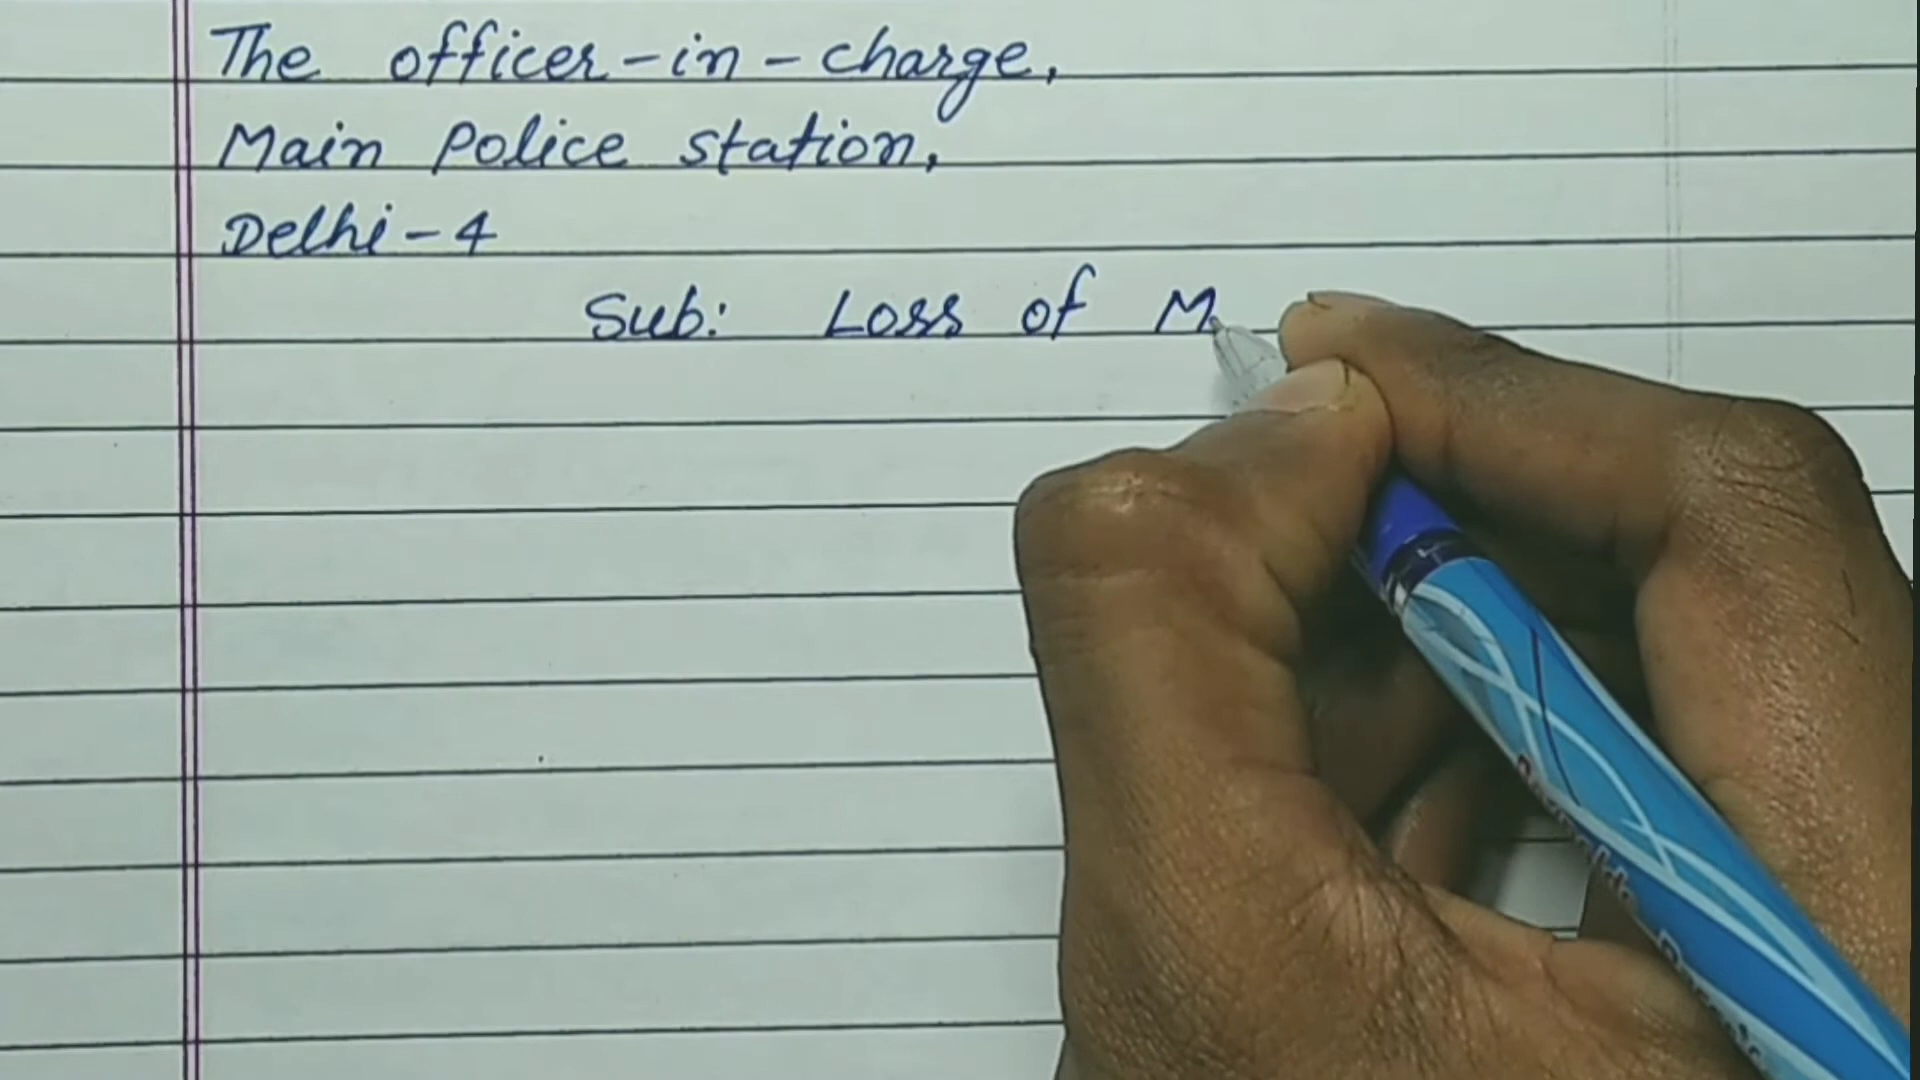 The officer-in-charge,
Main Police station,
Delhi-4
Sub: Loss of M